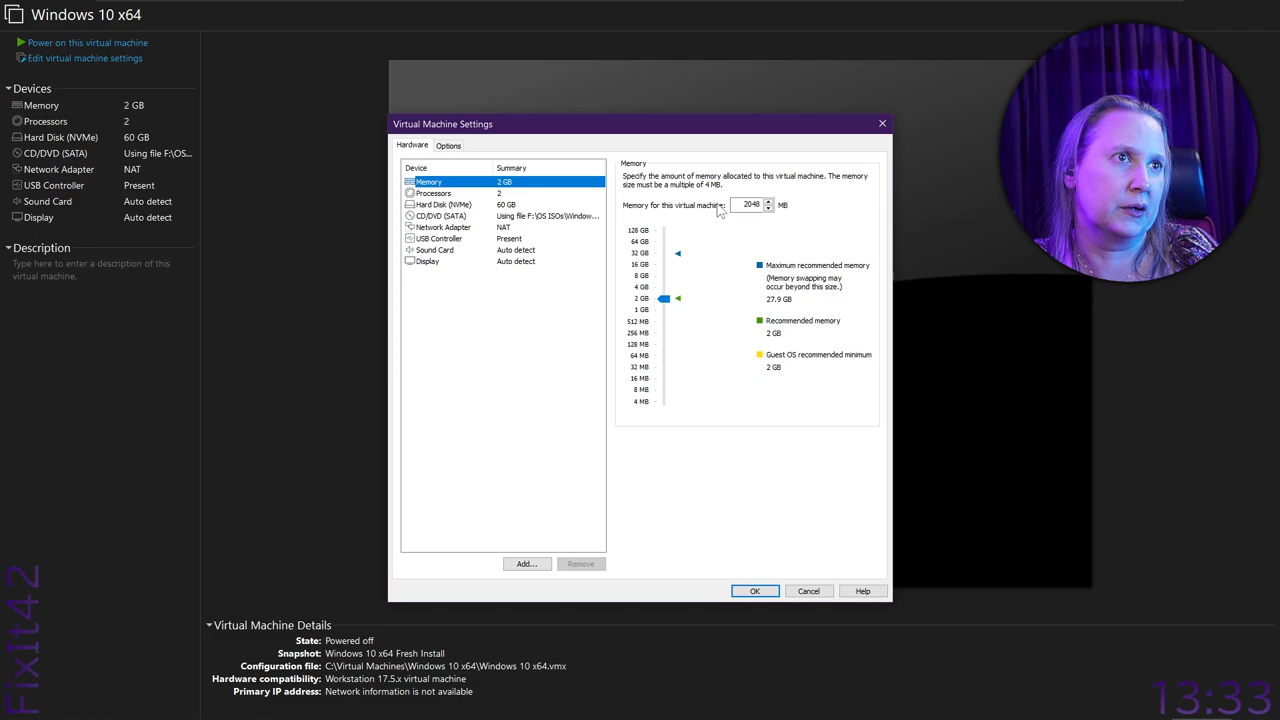 Windows 10 x64
Power on this virtual machine
Edit virtual machine settings
Devices
Memory 2 GB
Processors 2
Hard Disk (NVMe) 60 GB
CD/DVD (SATA) Using file F:\OS...
Network Adapter NAT
USB Controller Present
Sound Card Auto detect
Display Auto detect
Description
Type here to enter a description of this
virtual machine.
Virtual Machine Settings
Hardware Options
Device Summary
Memory 2 GB
Processors 2
Hard Disk (NVMe) 60 GB
CD/DVD (SATA) Using file F:\OS ISOs\Window...
Network Adapter NAT
USB Controller Present
Sound Card Auto detect
Display Auto detect
Add... Remove
Memory
Specify the amount of memory allocated to this virtual machine. The memory
size must be a multiple of 4 MB.
Memory for this virtual machine: 2048 MB
128 GB
64 GB
32 GB
16 GB
8 GB
4 GB
2 GB
1 GB
512 MB
256 MB
128 MB
64 MB
32 MB
16 MB
8 MB
4 MB
Maximum recommended memory
(Memory swapping may
occur beyond this size.)
27.9 GB
Recommended memory
2 GB
Guest OS recommended minimum
2 GB
OK Cancel Help
Virtual Machine Details
State: Powered off
Snapshot: Windows 10 x64 Fresh Install
Configuration file: C:\Virtual Machines\Windows 10 x64\Windows 10 x64.vmx
Hardware compatibility: Workstation 17.5.x virtual machine
Primary IP address: Network information is not available
FixIt42
13:33